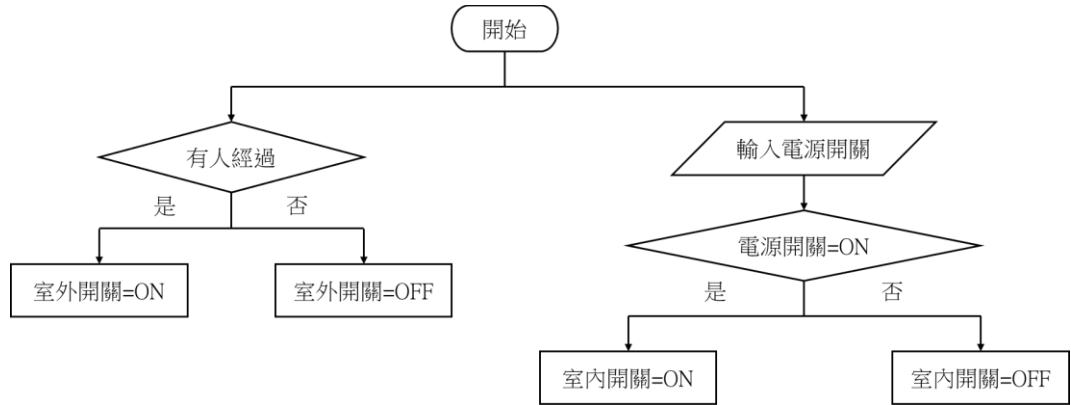 開始
有人經過
輸入電源開關
是
否
電源開關=ON
室外開關=ON
室外開關=OFF
是
否
室內開關=ON
室內開關=OFF